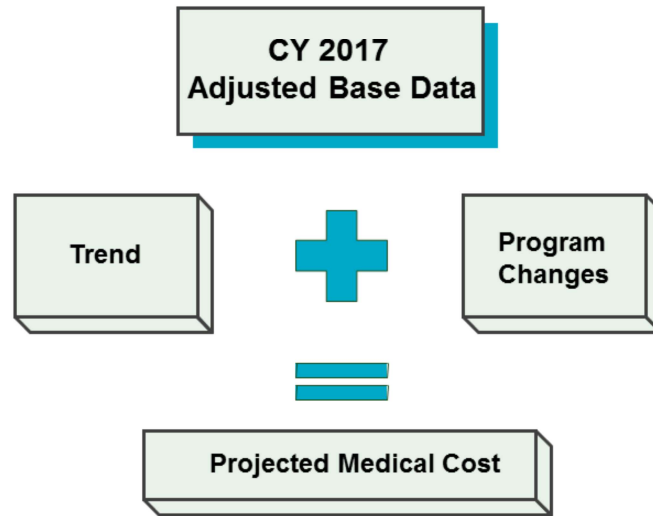 CY 2017
Adjusted Base Data
Trend
Program
Changes
Projected Medical Cost